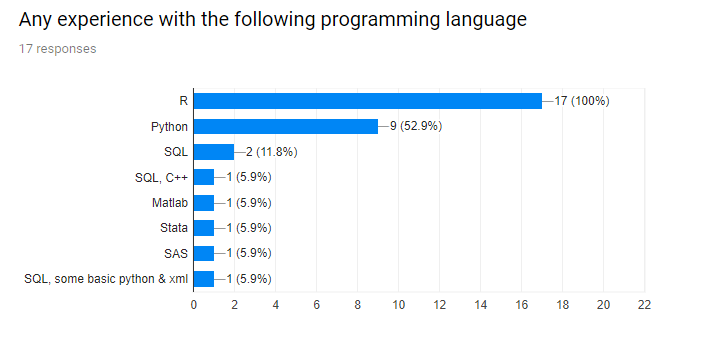 Any experience with the following programming language
17 responses
R 17 (100%)
Python 9 (52.9%)
SQL 2 (11.8%)
SQL, C++ 1 (5.9%)
Matlab 1 (5.9%)
Stata 1 (5.9%)
SAS 1 (5.9%)
SQL, some basic python & xml 1 (5.9%)
0 2 4 6 8 10 12 14 16 18 20 22